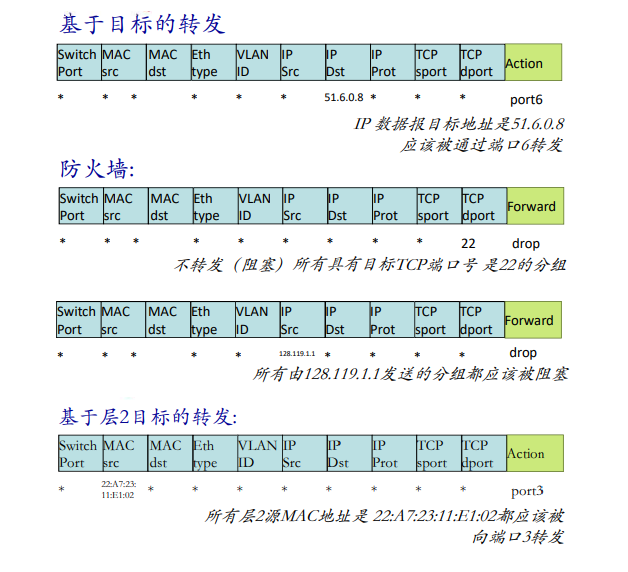 基于目标的转发
Switch Port MAC src MAC dst Eth type VLAN ID IP Src IP Dst IP Prot TCP sport TCP dport Action
* * * * * * 51.6.0.8 * * * port6
IP 数据报目标地址是51.6.0.8
应该被通过端口6转发
防火墙:
Switch Port MAC src MAC dst Eth type VLAN ID IP Src IP Dst IP Prot TCP sport TCP dport Forward
* * * * * * * * * 22 drop
不转发（阻塞）所有具有目标TCP端口号 是22的分组
Switch Port MAC src MAC dst Eth type VLAN ID IP Src IP Dst IP Prot TCP sport TCP dport Forward
* * * * * 128.119.1.1 * * * * drop
所有由128.119.1.1发送的分组都应该被阻塞
基于层2目标的转发:
Switch Port MAC src MAC dst Eth type VLAN ID IP Src IP Dst IP Prot TCP sport TCP dport Action
* 22:A7:23:11:E1:02 * * * * * * * * port3
所有层2源MAC地址是 22:A7:23:11:E1:02都应该被
向端口3转发